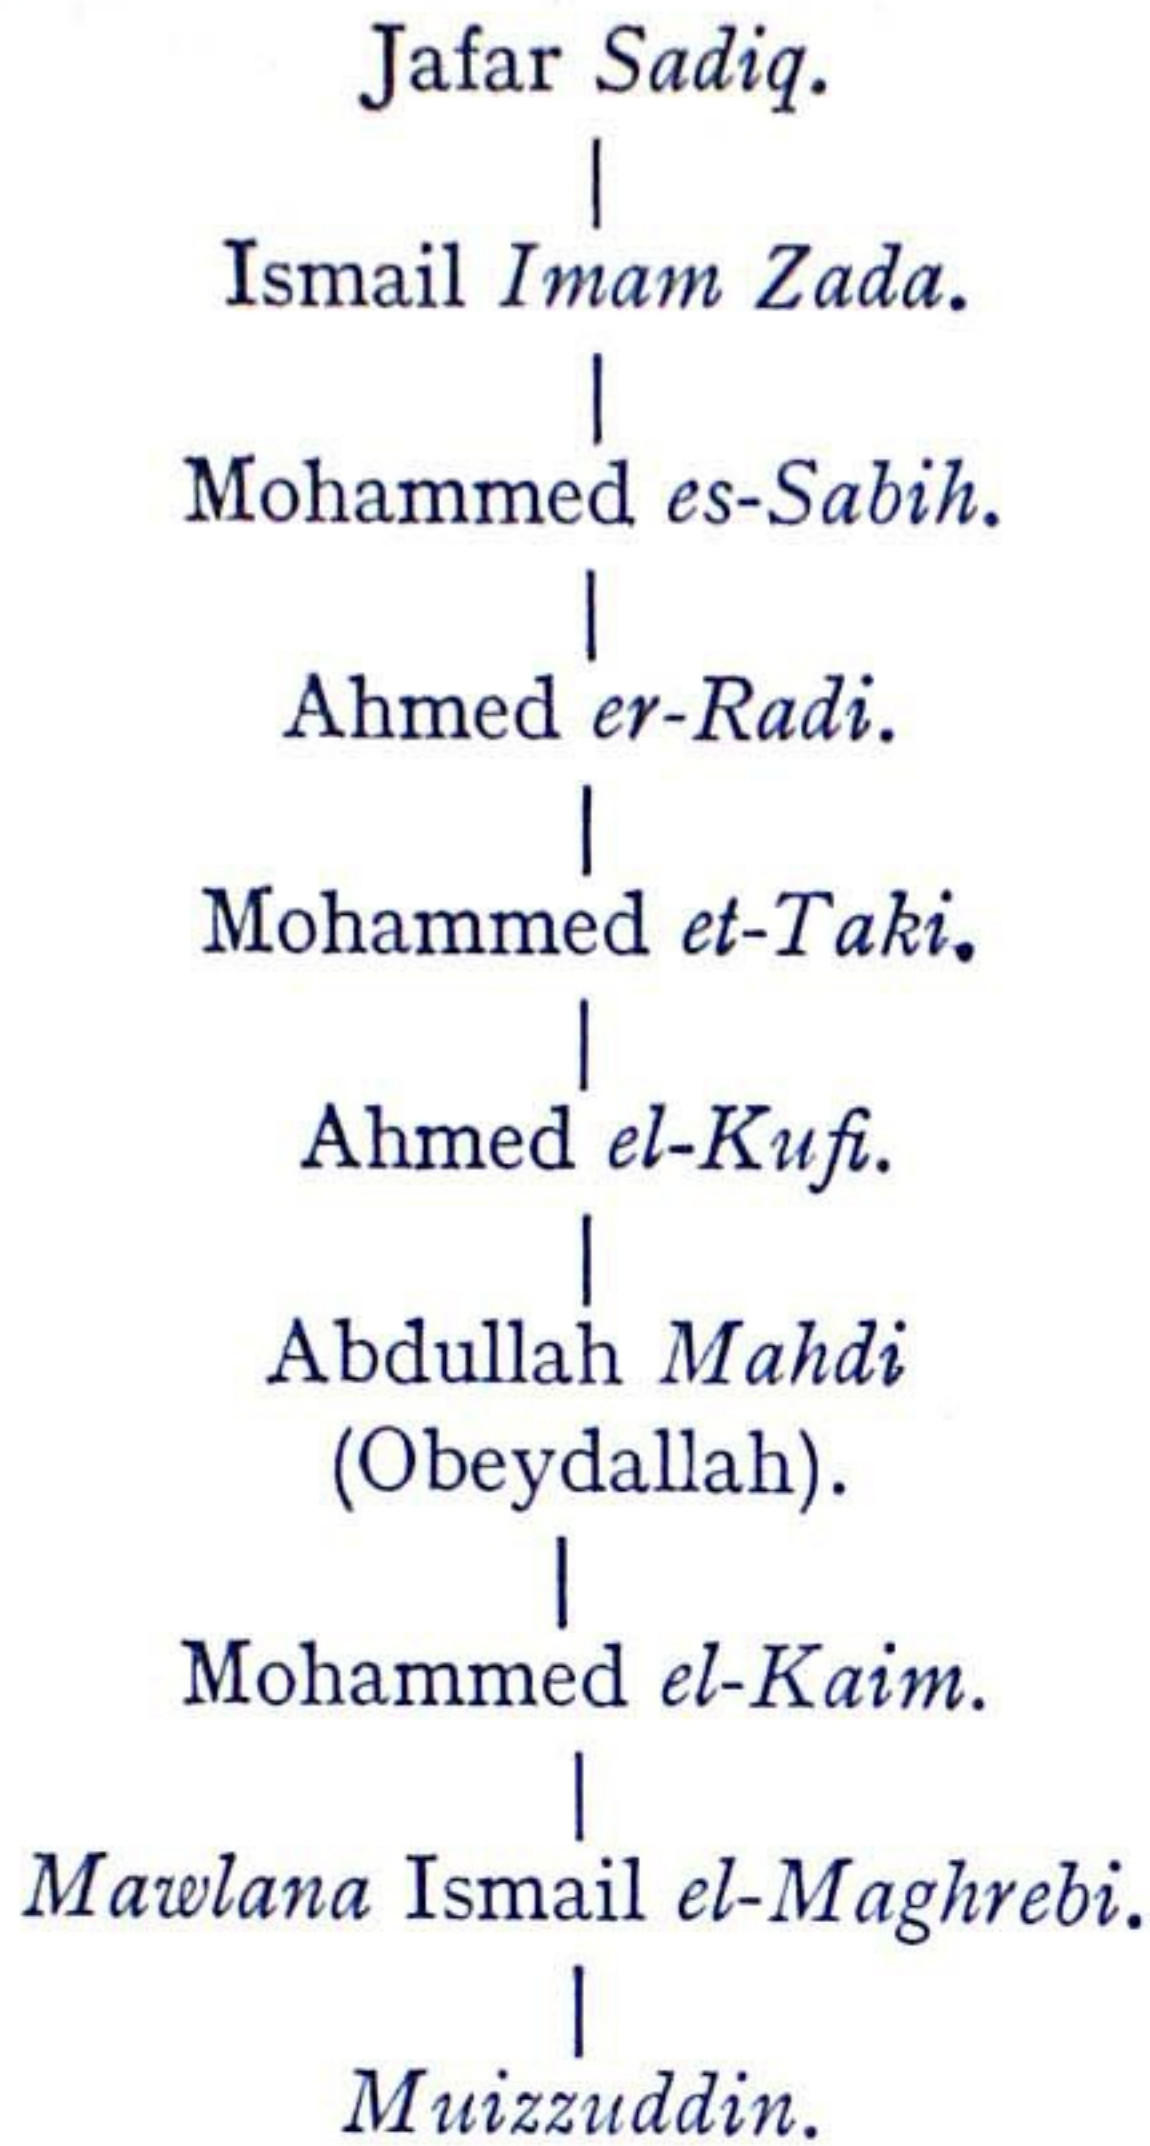 Jafar Sadiq.
Ismail Imam Zada.
Mohammed es-Sabih.
Ahmed er-Radi.
Mohammed et-Taki.
Ahmed el-Kufi.
Abdullah Mahdi
(Obeydallah).
Mohammed el-Kaim.
Mawlana Ismail el-Maghrebi.
Muizzuddin.